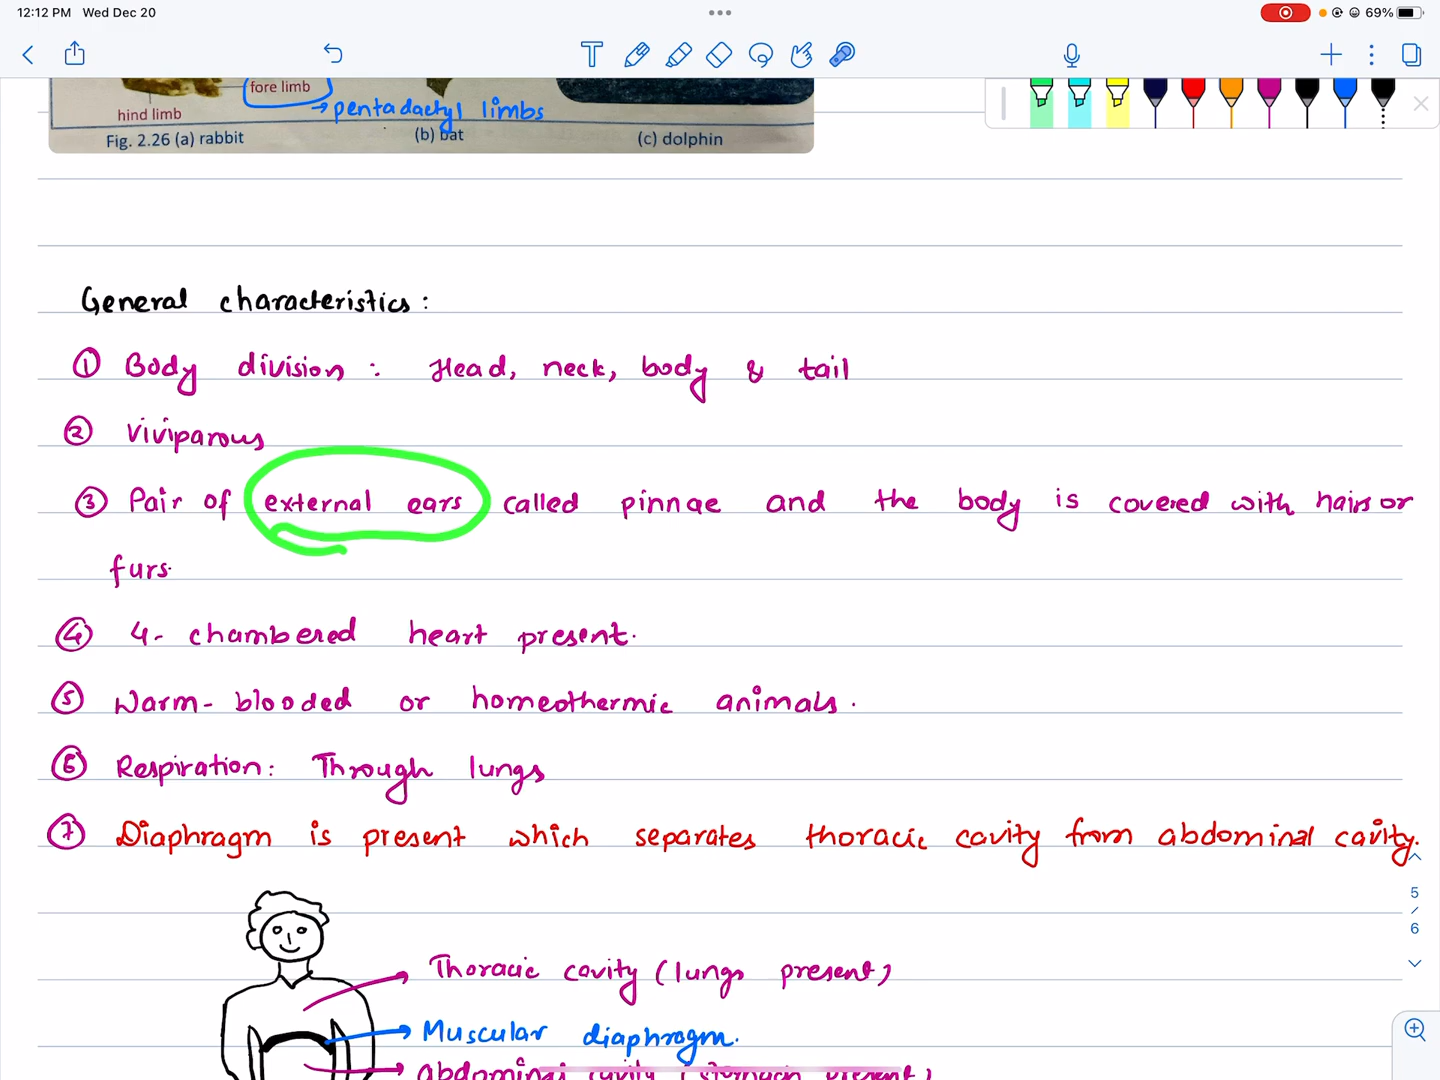 12:12 PM Wed Dec 20
69%
fore limb
hind limb
→pentadactyl limbs
Fig. 2.26 (a) rabbit
(b) bat
(c) dolphin
General characteristics:
① Body division : Head, neck, body & tail
② Viviparous
③ Pair of external ears called pinnae and the body is covered with hairs or
furs.
④ 4- chambered heart present.
⑤ Warm-blooded or homeothermic animals.
⑥ Respiration: Through lungs
⑦ Diaphragm is present which separates thoracic cavity from abdominal cavity.
5
/
6
Thoracic cavity (lungs present)
Muscular diaphragm.
abdominal cavity (stomach present)